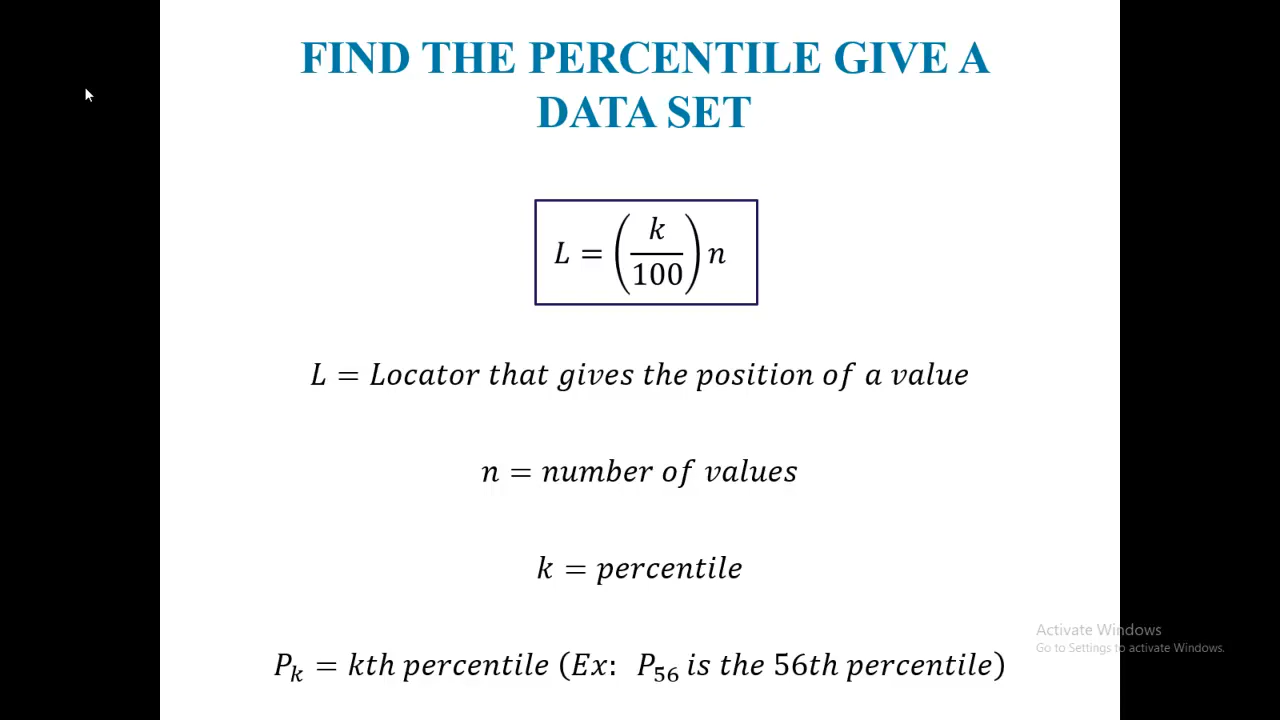 FIND THE PERCENTILE GIVE A
DATA SET
L = (k/100) n
L = Locator that gives the position of a value
n = number of values
k = percentile
Activate Windows
Go to Settings to activate Windows.
P_k = kth percentile (Ex: P_56 is the 56th percentile)